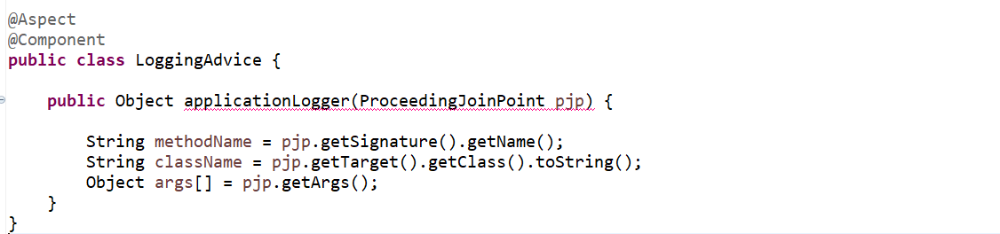 @Aspect
@Component
public class LoggingAdvice {
public Object applicationLogger(ProceedingJoinPoint pjp) {
String methodName = pjp.getSignature().getName();
String className = pjp.getTarget().getClass().toString();
Object args[] = pjp.getArgs();
}
}